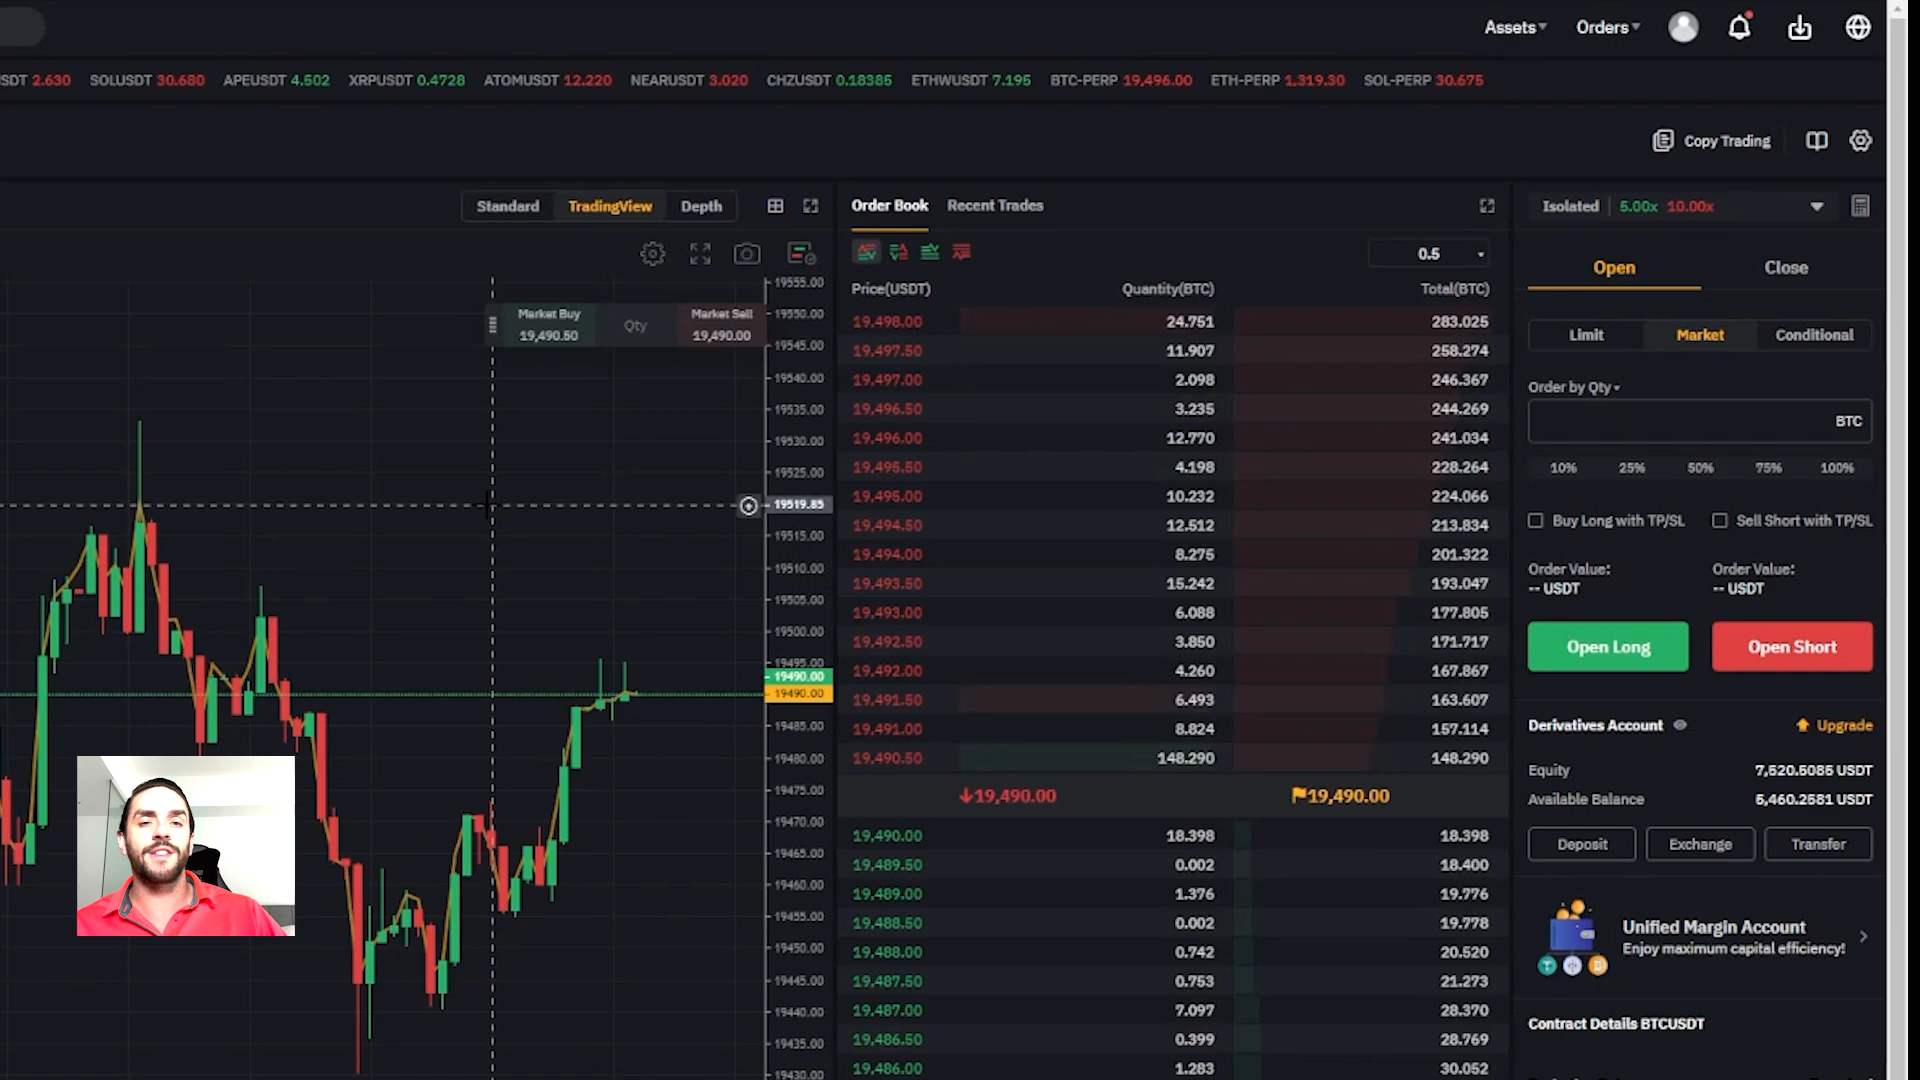 Assets Orders
SDT 2.630 SOLUSDT 30.680 APEUSDT 4.502 XRPUSDT 0.4728 ATOMUSDT 12.220 NEARUSDT 3.020 CHZUSDT 0.18385 ETHWUSDT 7.195 BTC-PERP 19,496.00 ETH-PERP 1,319.30 SOL-PERP 30.675
Copy Trading
Standard TradingView Depth
Market Buy 19,490.50 Qty Market Sell 19,490.00
19555.00
19550.00
19545.00
19540.00
19535.00
19530.00
19525.00
19519.85
19515.00
19510.00
19505.00
19500.00
19495.00
19490.00
19490.00
19485.00
19480.00
19475.00
19470.00
19465.00
19460.00
19455.00
19450.00
19445.00
19440.00
19435.00
19430.00
Order Book Recent Trades
0.5
Price(USDT) Quantity(BTC) Total(BTC)
19,498.00 24.751 283.025
19,497.50 11.907 258.274
19,497.00 2.098 246.367
19,496.50 3.235 244.269
19,496.00 12.770 241.034
19,495.50 4.198 228.264
19,495.00 10.232 224.066
19,494.50 12.512 213.834
19,494.00 8.275 201.322
19,493.50 15.242 193.047
19,493.00 6.088 177.805
19,492.50 3.850 171.717
19,492.00 4.260 167.867
19,491.50 6.493 163.607
19,491.00 8.824 157.114
19,490.50 148.290 148.290
19,490.00 19,490.00
19,490.00 18.398 18.398
19,489.50 0.002 18.400
19,489.00 1.376 19.776
19,488.50 0.002 19.778
19,488.00 0.742 20.520
19,487.50 0.753 21.273
19,487.00 7.097 28.370
19,486.50 0.399 28.769
19,486.00 1.283 30.052
Isolated 5.00x 10.00x
Open Close
Limit Market Conditional
Order by Qty
BTC
10% 25% 50% 75% 100%
Buy Long with TP/SL Sell Short with TP/SL
Order Value: Order Value:
-- USDT -- USDT
Open Long Open Short
Derivatives Account Upgrade
Equity 7,520.5085 USDT
Available Balance 5,460.2581 USDT
Deposit Exchange Transfer
Unified Margin Account
Enjoy maximum capital efficiency!
Contract Details BTCUSDT